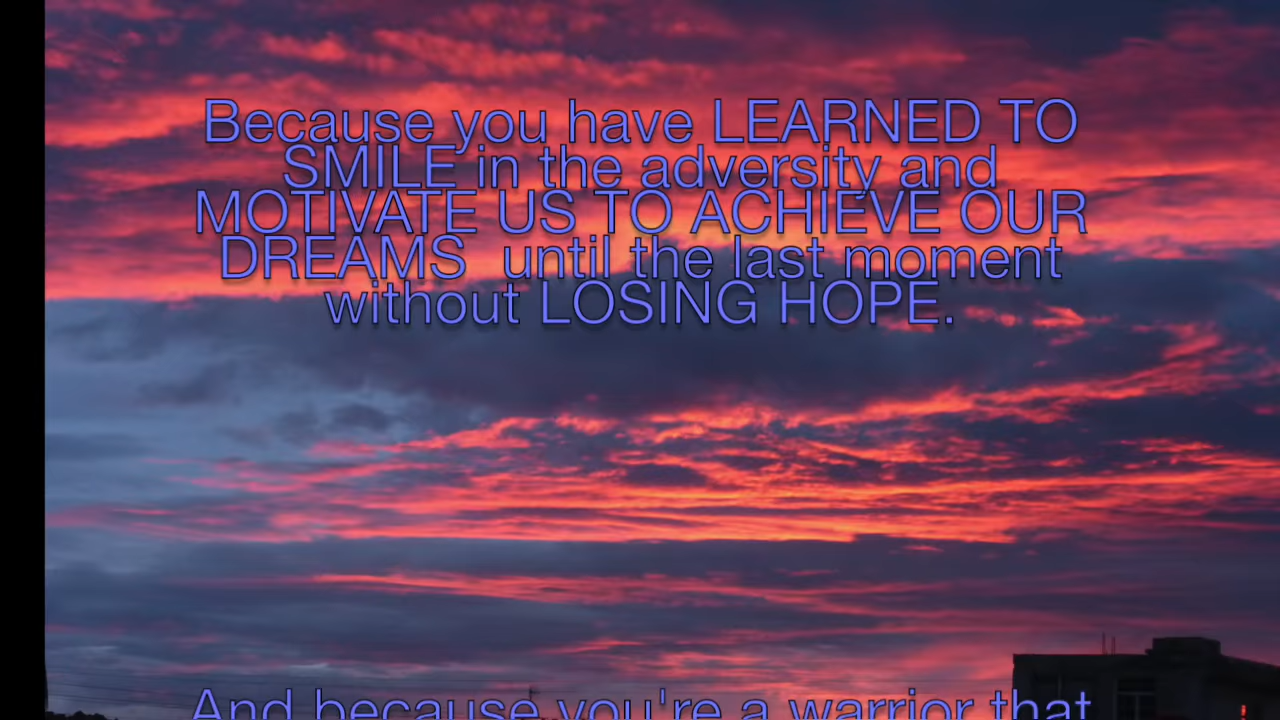 Because you have LEARNED TO
SMILE in the adversity and
MOTIVATE US TO ACHIEVE OUR
DREAMS  until the last moment
without LOSING HOPE.
And because you're a warrior that